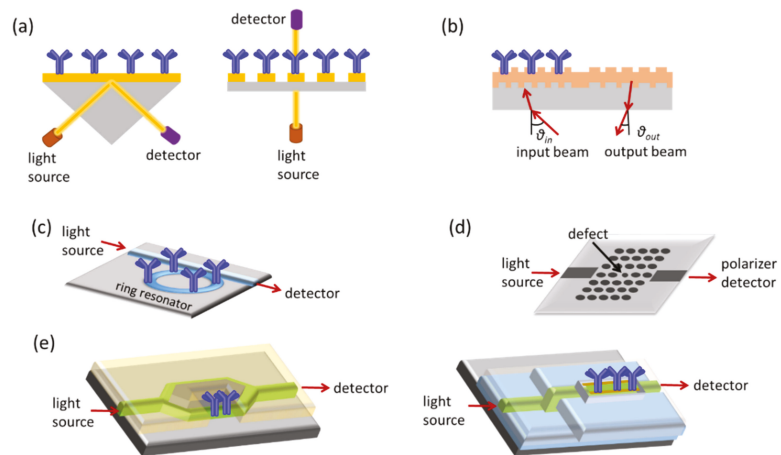 (a)
detector
light
source
detector
light
source
(b)
ϑin
ϑout
input beam
output beam
(c)
light
source
ring resonator
detector
(d)
defect
light
source
polarizer
detector
(e)
light
source
detector
light
source
detector